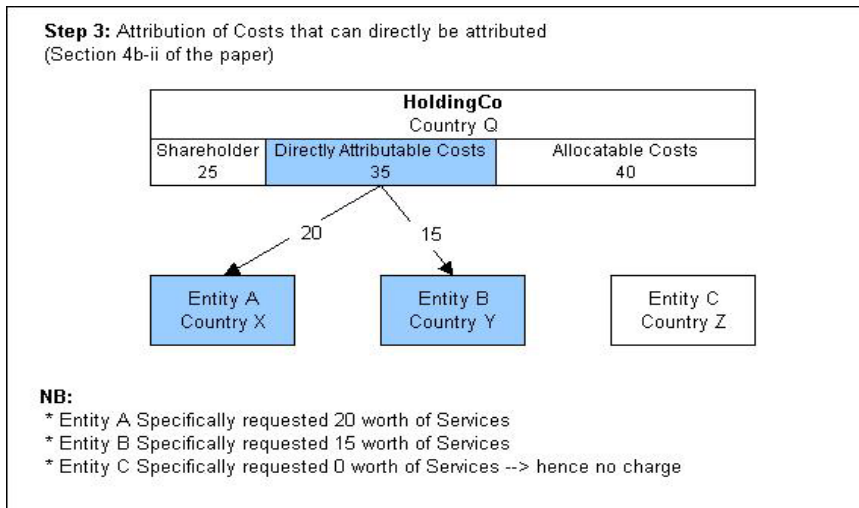 Step 3: Attribution of Costs that can directly be attributed
(Section 4b-ii of the paper)
HoldingCo
Country Q
Shareholder
25
Directly Attributable Costs
35
Allocatable Costs
40
20
15
Entity A
Country X
Entity B
Country Y
Entity C
Country Z
NB:
* Entity A Specifically requested 20 worth of Services
* Entity B Specifically requested 15 worth of Services
* Entity C Specifically requested 0 worth of Services --> hence no charge